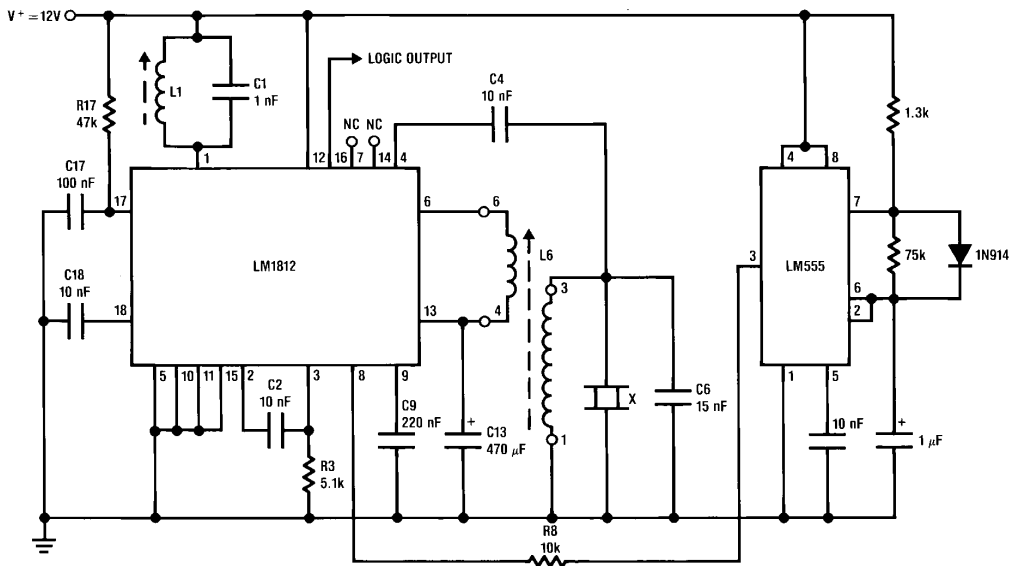 V+ = 12V
LOGIC OUTPUT
C1
1 nF
L1
R17
47k
C4
10 nF
1.3k
NC NC
1
12 16 7 14 4
4 8
C17
100 nF
17
6
6
7
LM1812
L6
3
3
LM555
75k
1N914
C18
10 nF
18
13
4
6
2
5 10 11 15 2
3
8
9
C2
10 nF
C9
220 nF
C13
470 μF
+
1
X
C6
15 nF
1
5
10 nF
+
1 μF
R3
5.1k
R8
10k